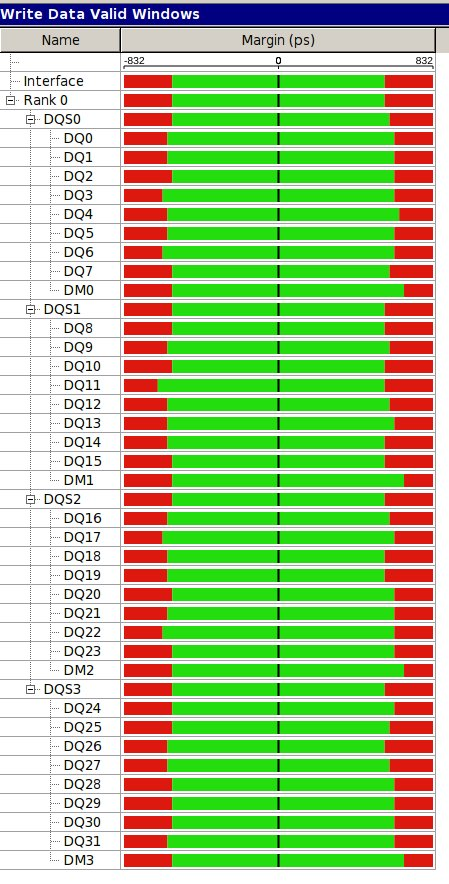 Write Data Valid Windows
Name Margin (ps)
-832 0 832
Interface
Rank 0
DQS0
DQ0
DQ1
DQ2
DQ3
DQ4
DQ5
DQ6
DQ7
DM0
DQS1
DQ8
DQ9
DQ10
DQ11
DQ12
DQ13
DQ14
DQ15
DM1
DQS2
DQ16
DQ17
DQ18
DQ19
DQ20
DQ21
DQ22
DQ23
DM2
DQS3
DQ24
DQ25
DQ26
DQ27
DQ28
DQ29
DQ30
DQ31
DM3